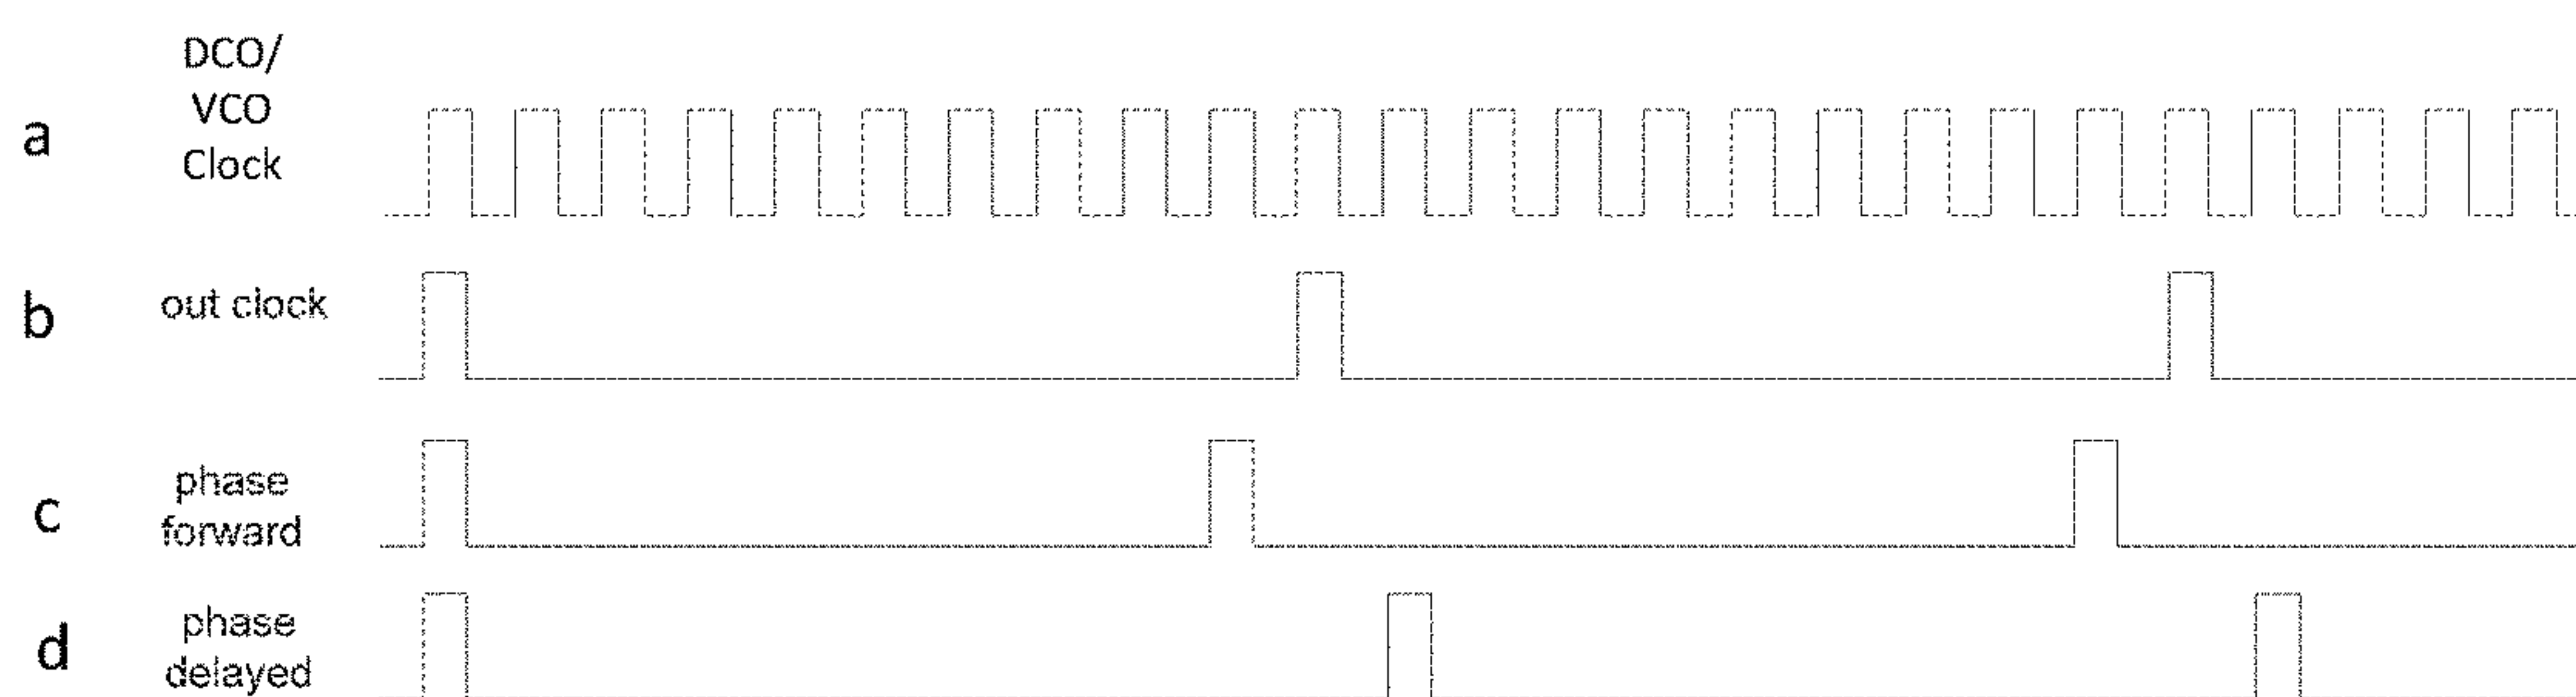 a
DCO/
VCO
Clock
b
out clock
c
phase
forward
d
phase
delayed